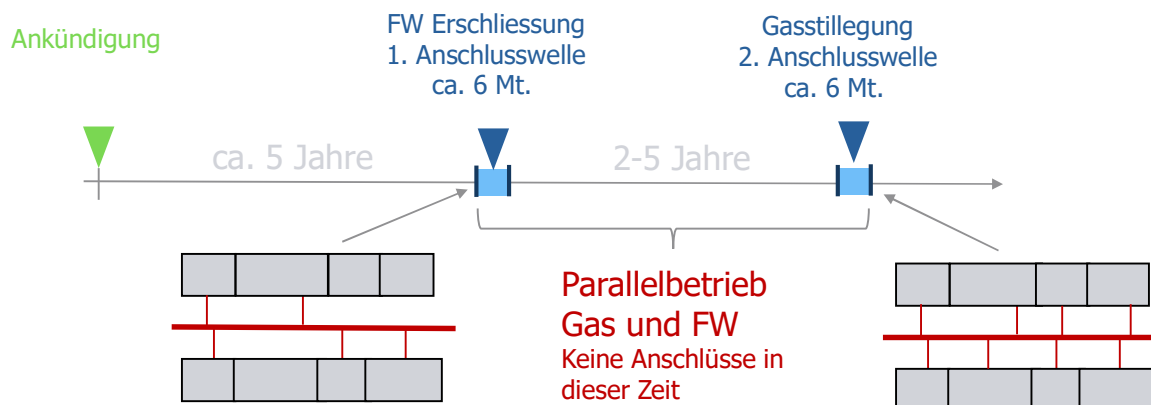 Ankündigung
FW Erschliessung
1. Anschlusswelle
ca. 6 Mt.
Gasstillegung
2. Anschlusswelle
ca. 6 Mt.
ca. 5 Jahre
2-5 Jahre
Parallelbetrieb
Gas und FW
Keine Anschlüsse in
dieser Zeit